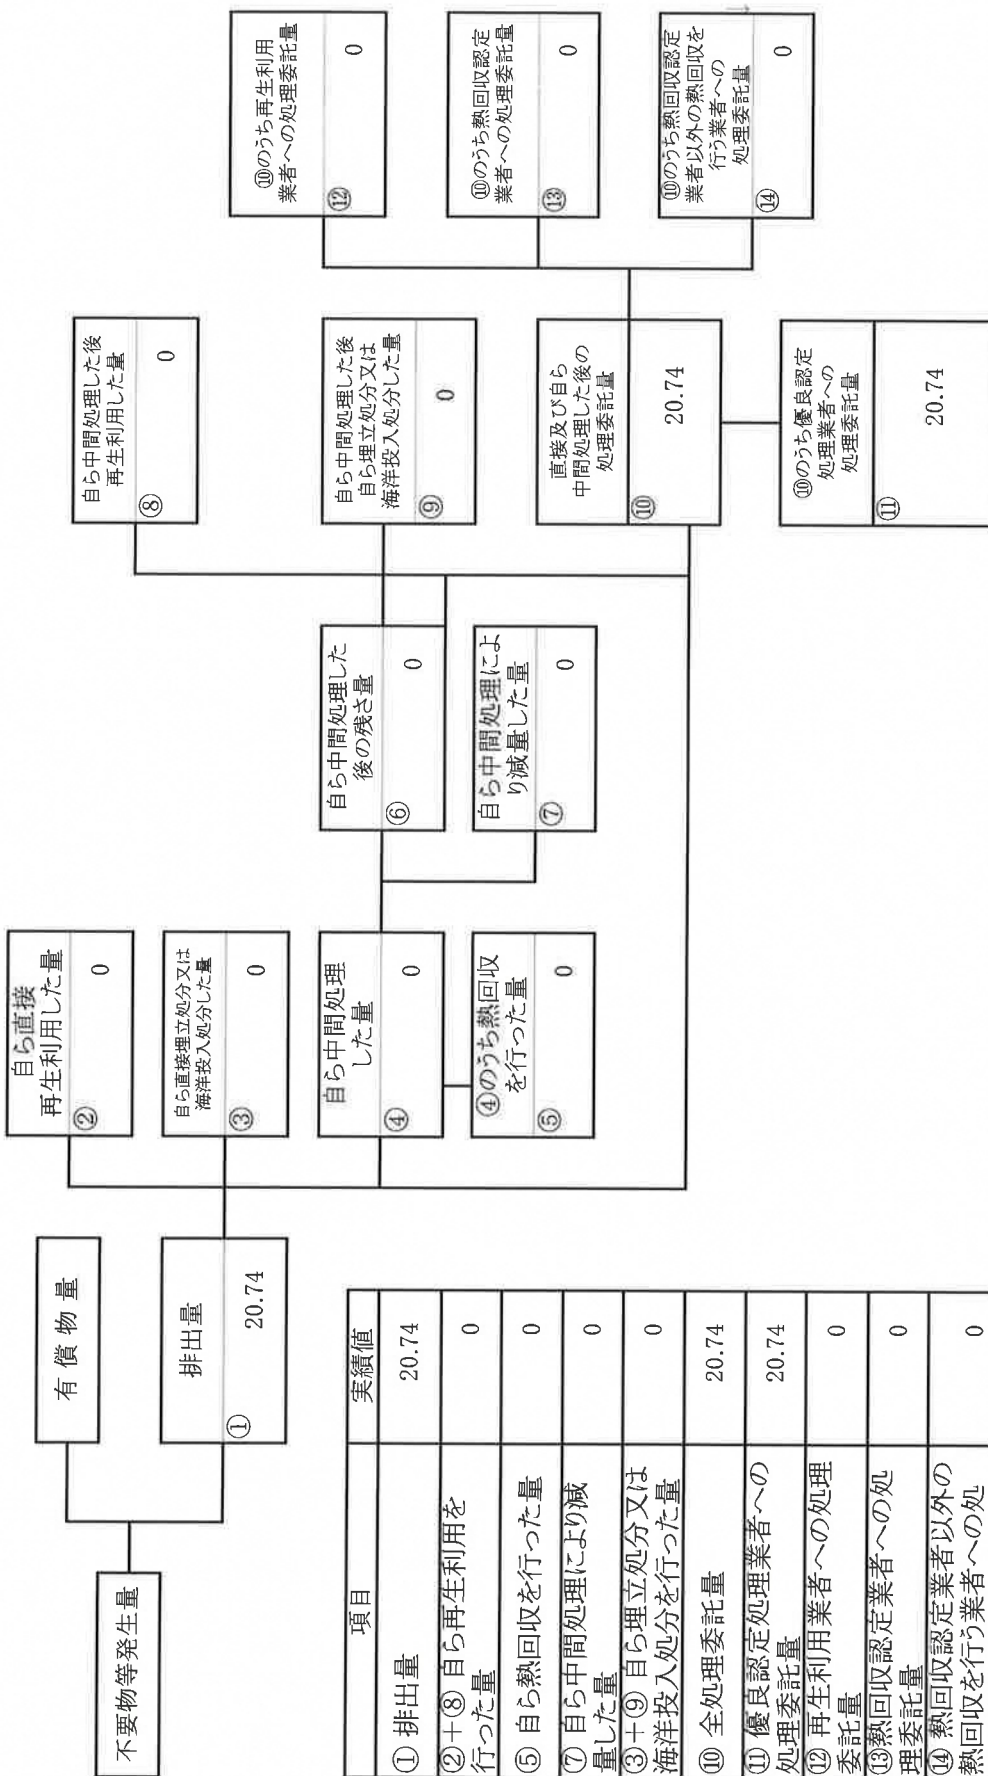 不要物等発生量
有償物量
排出量
①
20.74
自ら直接
再生利用した量
②
0
自ら直接埋立処分又は
海洋投入処分した量
③
0
自ら中間処理
した量
④
0
④のうち熱回収
を行った量
⑤
0
自ら中間処理した
後の残さ量
⑥
0
自ら中間処理によ
り減量した量
⑦
0
自ら中間処理した後
再生利用した量
⑧
0
自ら中間処理した後
自ら埋立処分又は
海洋投入処分した量
⑨
0
直接及び自ら
中間処理した後の
処理委託量
⑩
20.74
⑩のうち優良認定
処理業者への
処理委託量
⑪
20.74
⑩のうち再生利用
業者への処理委託量
⑫
0
⑩のうち熱回収認定
業者への処理委託量
⑬
0
⑩のうち熱回収認定
業者以外の熱回収を
行う業者への
処理委託量
⑭
0
項目 実績値
① 排出量 20.74
②+⑧ 自ら再生利用を
行った量 0
⑤ 自ら熱回収を行った量 0
⑦ 自ら中間処理により減
量した量 0
③+⑨ 自ら埋立処分又は
海洋投入処分を行った量 0
⑩ 全処理委託量 20.74
⑪ 優良認定処理業者への
処理委託量 20.74
⑫ 再生利用業者への処理
委託量 0
⑬熱回収認定業者への処
理委託量 0
⑭ 熱回収認定業者以外の
熱回収を行う業者への処 0